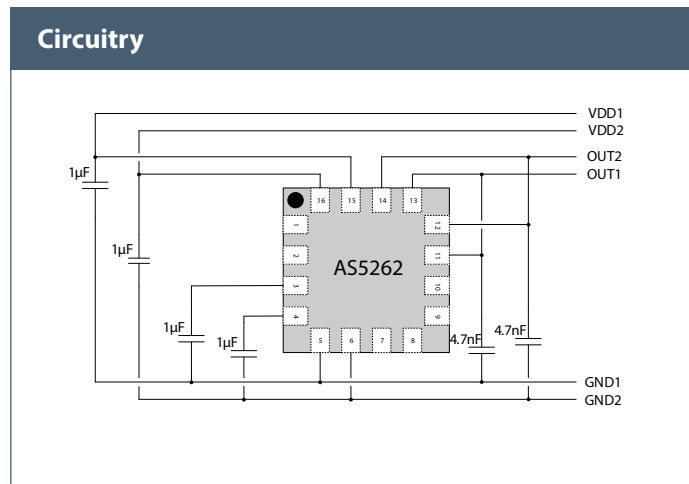 Circuitry
VDD1
VDD2
OUT2
OUT1
1µF
16
15
14
13
1
12
1µF
2
11
AS5262
3
10
4
9
1µF
1µF
5
6
7
8
4.7nF
4.7nF
GND1
GND2